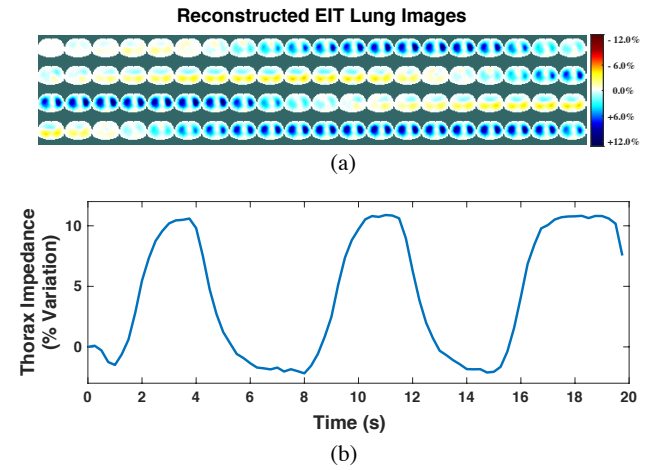 Reconstructed EIT Lung Images
- 12.0%
- 6.0%
0.0%
+6.0%
+12.0%
(a)
Thorax Impedance
(% Variation)
10
5
0
0 2 4 6 8 10 12 14 16 18 20
Time (s)
(b)